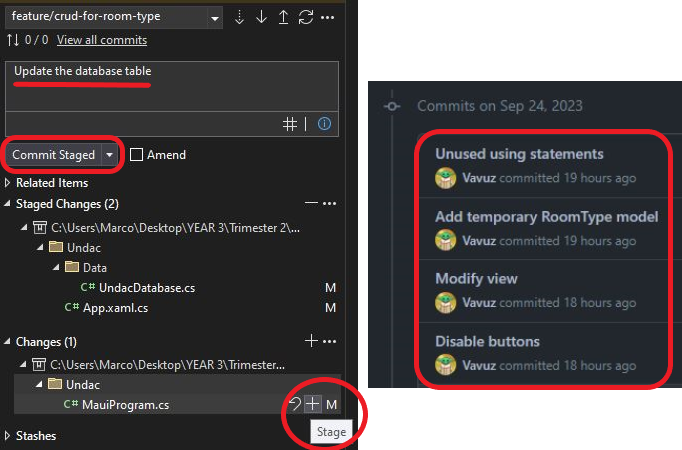 feature/crud-for-room-type
0 / 0 View all commits
Update the database table
#
Commit Staged Amend
Related Items
Staged Changes (2)
C:\Users\Marco\Desktop\YEAR 3\Trimester 2\...
Undac
Data
C# UndacDatabase.cs M
C# App.xaml.cs M
Changes (1)
C:\Users\Marco\Desktop\YEAR 3\Trimester...
Undac
C# MauiProgram.cs M
Stage
Stashes
Commits on Sep 24, 2023
Unused using statements
Vavuz committed 19 hours ago
Add temporary RoomType model
Vavuz committed 19 hours ago
Modify view
Vavuz committed 18 hours ago
Disable buttons
Vavuz committed 18 hours ago